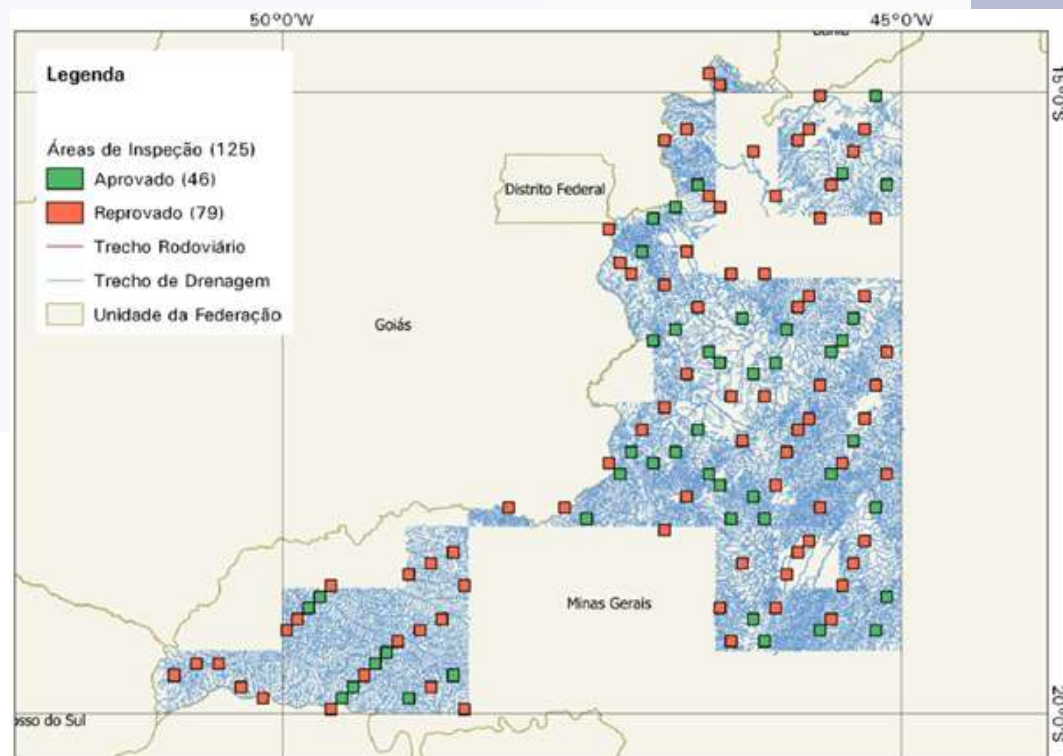 50°0'W
45°0'W
Legenda
Áreas de Inspeção (125)
Aprovado (46)
Reprovado (79)
Trecho Rodoviário
Trecho de Drenagem
Unidade da Federação
15°0'S
Distrito Federal
Goiás
Minas Gerais
osso do Sul
20°0'S